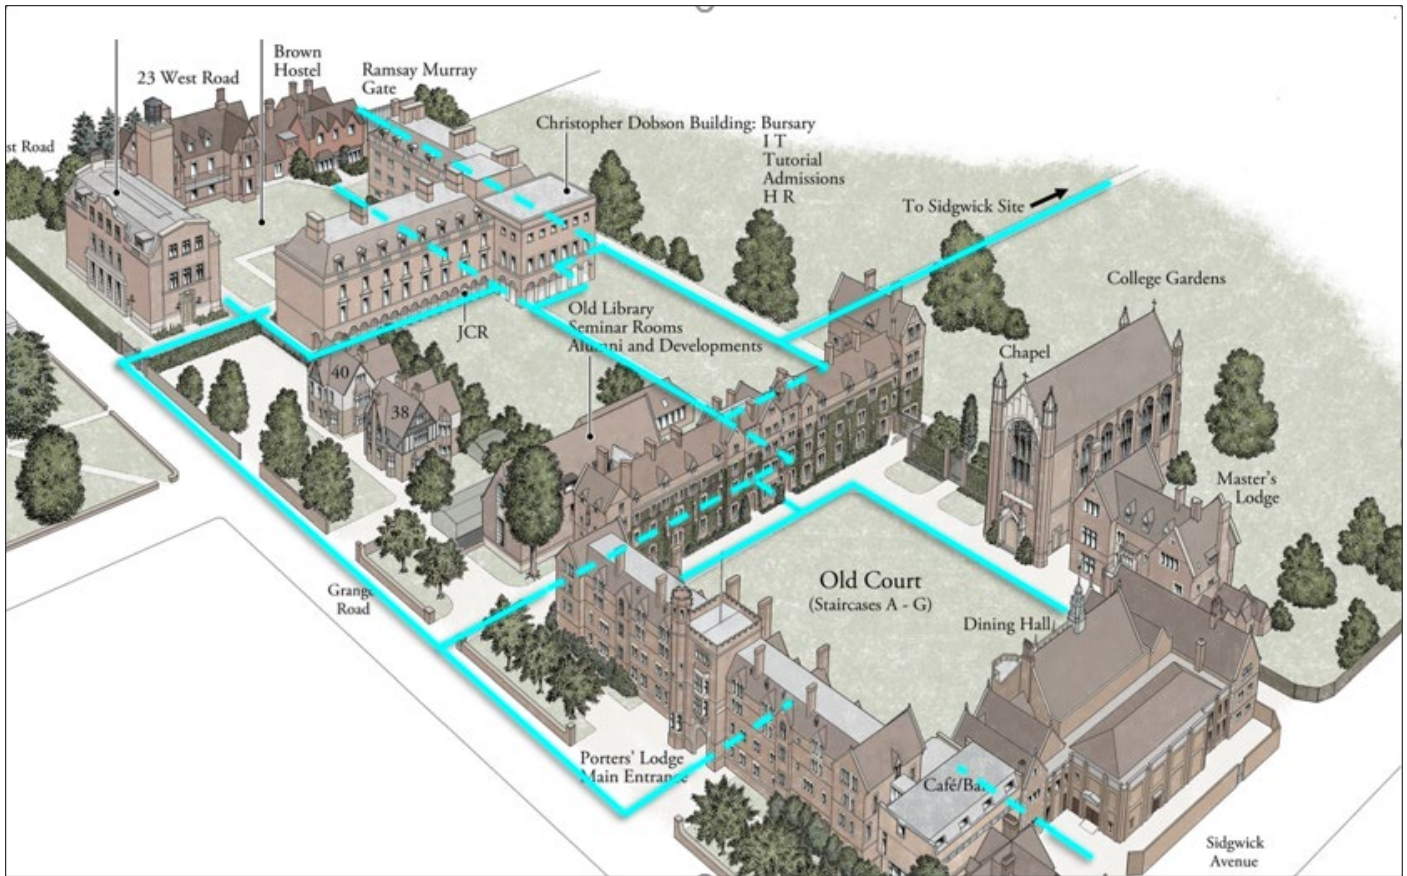 Brown
Hostel
23 West Road
Ramsay Murray
Gate
Christopher Dobson Building: Bursary
I T
Tutorial
Admissions
H R
st Road
To Sidgwick Site
College Gardens
Old Library
Seminar Rooms
Alumni and Developments
JCR
Chapel
40
38
Master's
Lodge
Old Court
(Staircases A - G)
Grange
Road
Dining Hall
Porters' Lodge
Main Entrance
Café/Bar
Sidgwick
Avenue